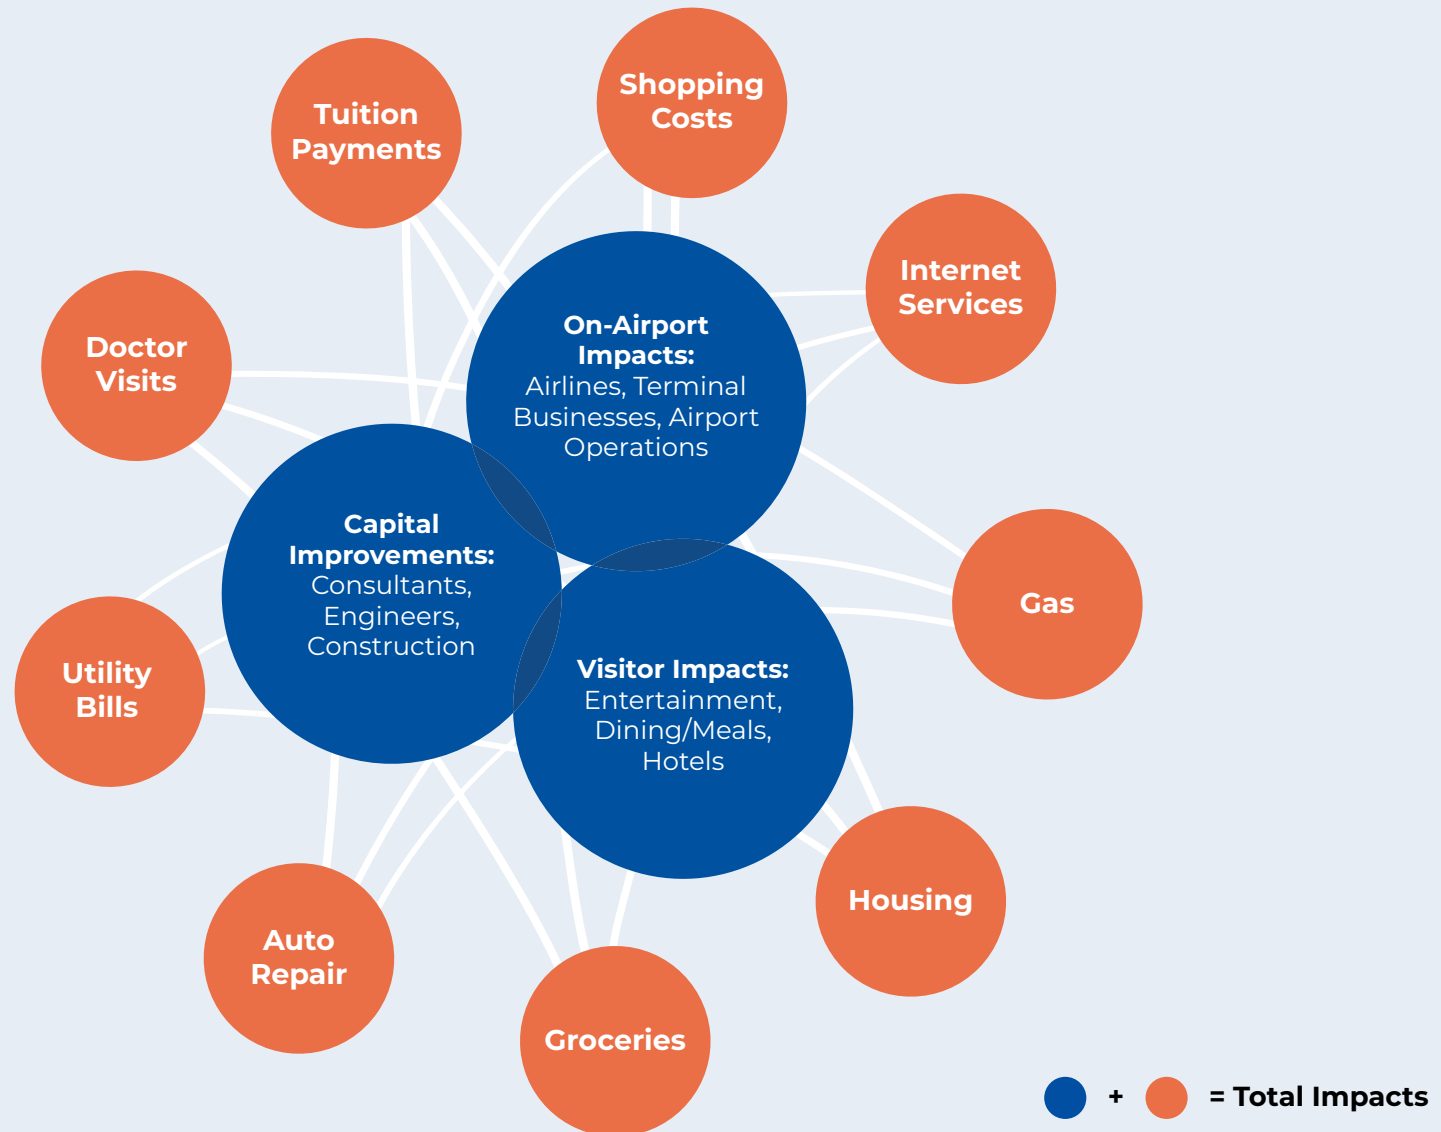 Shopping
Costs
Tuition
Payments
Internet
Services
On-Airport
Impacts:
Airlines, Terminal
Businesses, Airport
Operations
Doctor
Visits
Capital
Improvements:
Consultants,
Engineers,
Construction
Gas
Visitor Impacts:
Entertainment,
Dining/Meals,
Hotels
Utility
Bills
Housing
Auto
Repair
Groceries
+ = Total Impacts